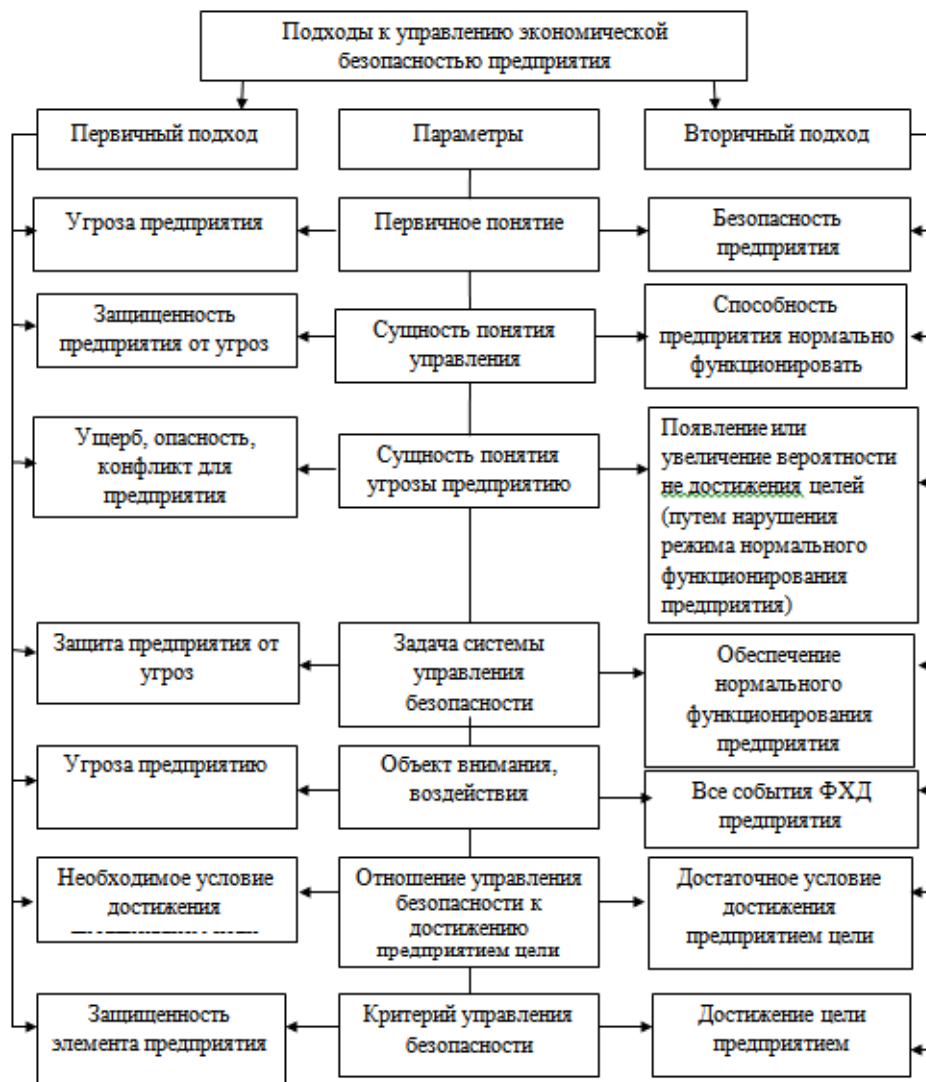 Подходы к управлению экономической
безопасностью предприятия
Первичный подход
Параметры
Вторичный подход
Угроза предприятия
Первичное понятие
Безопасность
предприятия
Защищенность
предприятия от угроз
Сущность понятия
управления
Способность
предприятия нормально
функционировать
Ущерб, опасность,
конфликт для
предприятия
Сущность понятия
угрозы предприятию
Появление или
увеличение вероятности
не достижения целей
(путем нарушения
режима нормального
функционирования
предприятия)
Защита предприятия от
угроз
Задача системы
управления
безопасности
Обеспечение
нормального
функционирования
предприятия
Угроза предприятию
Объект внимания,
воздействия
Все события ФХД
предприятия
Необходимое условие
достижения
Отношение управления
безопасности к
достижению
предприятием цели
Достаточное условие
достижения
предприятием цели
Защищенность
элемента предприятия
Критерий управления
безопасности
Достижение цели
предприятием